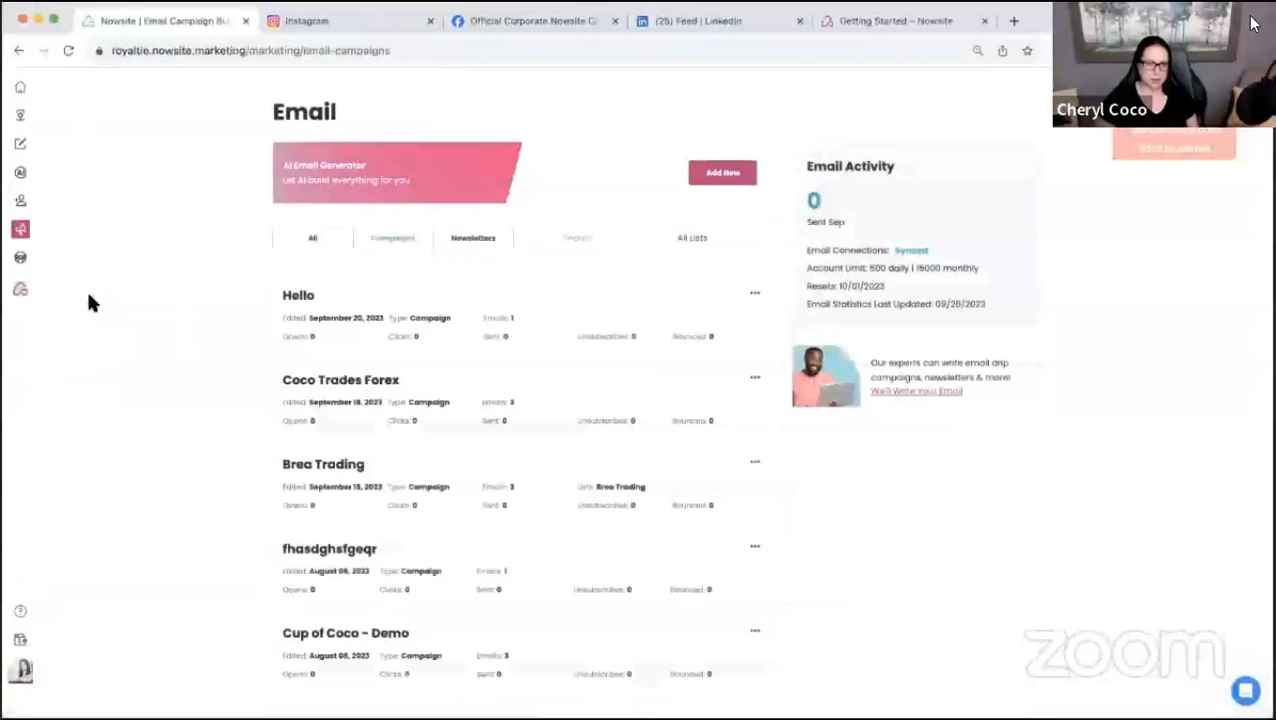 Nowsite | Email Campaign Bui
Instagram
Official Corporate Nowsite G
(25) Feed | LinkedIn
Getting Started – Nowsite
royaltie.nowsite.marketing/marketing/email-campaigns
Cheryl Coco
Email
AI Email Generator
Let AI build everything for you
Add New
All
Campaigns
Newsletters
Search
All Lists
Hello
Edited: September 20, 2023 Type: Campaign Emails: 1
Opens: 0 Clicks: 0 Sent: 0 Unsubscribes: 0 Bounced: 0
Coco Trades Forex
Edited: September 18, 2023 Type: Campaign Emails: 3
Opens: 0 Clicks: 0 Sent: 0 Unsubscribes: 0 Bounced: 0
Brea Trading
Edited: September 15, 2023 Type: Campaign Emails: 3 Lists: Brea Trading
Opens: 0 Clicks: 0 Sent: 0 Unsubscribes: 0 Bounced: 0
fhasdghsfgeqr
Edited: August 08, 2023 Type: Campaign Emails: 1
Opens: 0 Clicks: 0 Sent: 0 Unsubscribes: 0 Bounced: 0
Cup of Coco - Demo
Edited: August 08, 2023 Type: Campaign Emails: 3
Opens: 0 Clicks: 0 Sent: 0 Unsubscribes: 0 Bounced: 0
Email Activity
0
Sent Sep
Email Connections: Synced
Account Limit: 500 daily | 15000 monthly
Resets: 10/01/2023
Email Statistics Last Updated: 09/26/2023
Our experts can write email drip
campaigns, newsletters & more!
We'll Write Your Email
zoom